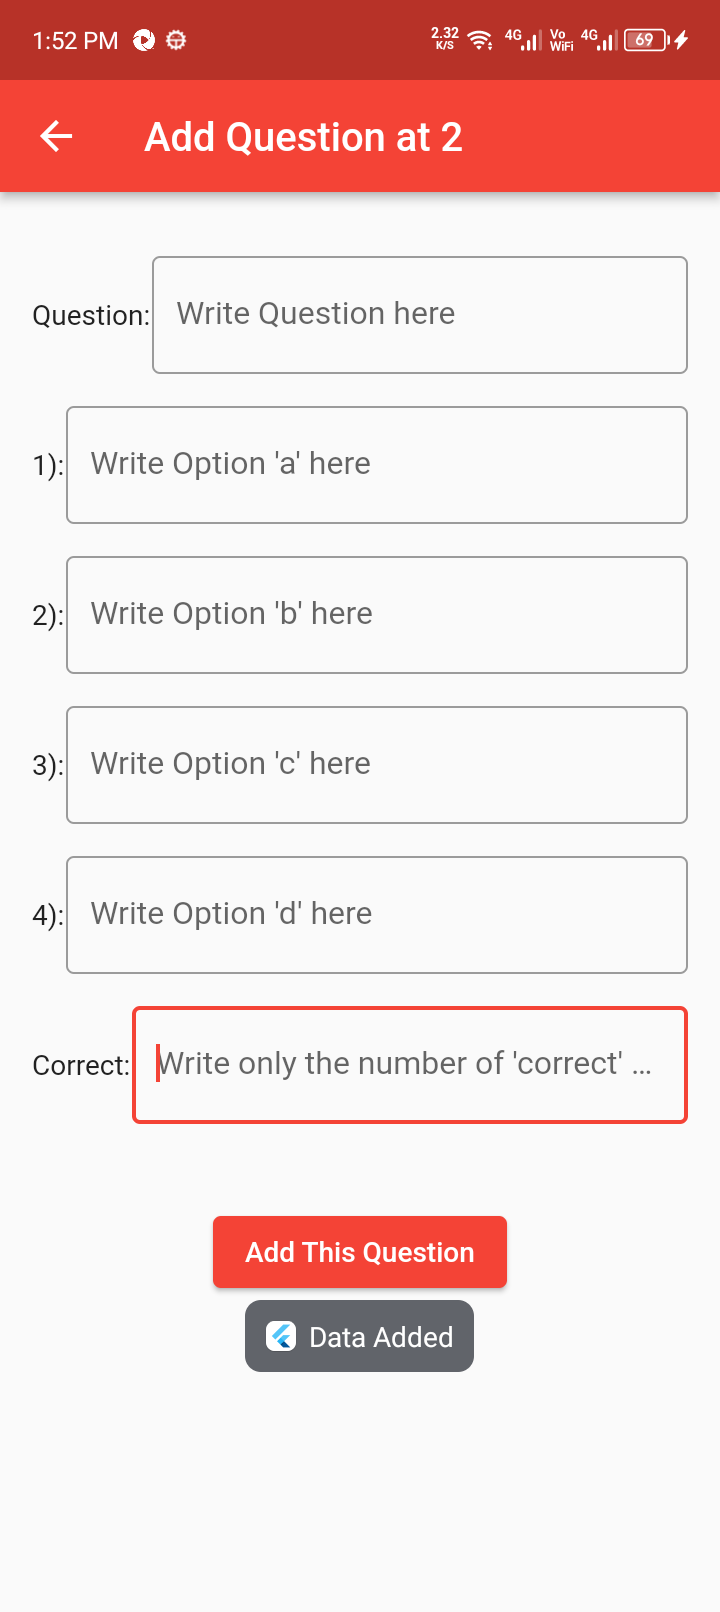 1:52 PM 2.32 K/S 4G Vo WiFi 4G 69
Add Question at 2
Question: Write Question here
1): Write Option 'a' here
2): Write Option 'b' here
3): Write Option 'c' here
4): Write Option 'd' here
Correct: Write only the number of 'correct' ...
Add This Question
Data Added